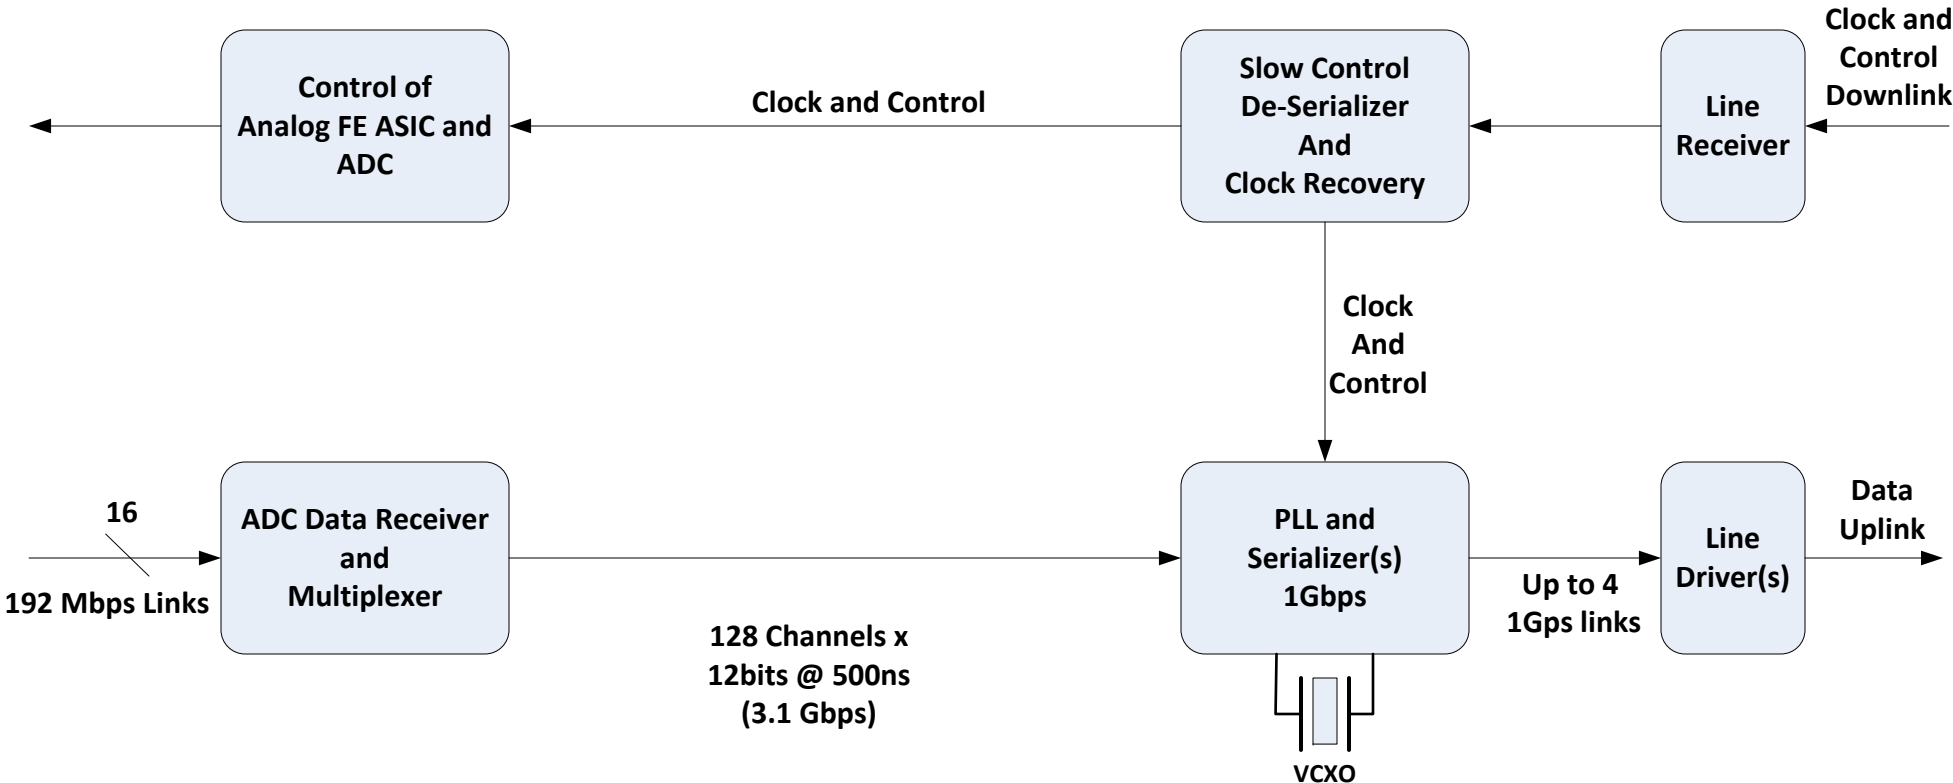 Clock and
Control
Downlink
Control of
Analog FE ASIC and
ADC
Clock and Control
Slow Control
De-Serializer
And
Clock Recovery
Line
Receiver
Clock
And
Control
16
192 Mbps Links
ADC Data Receiver
and
Multiplexer
128 Channels x
12bits @ 500ns
(3.1 Gbps)
PLL and
Serializer(s)
1Gbps
Up to 4
1Gps links
Line
Driver(s)
Data
Uplink
VCXO